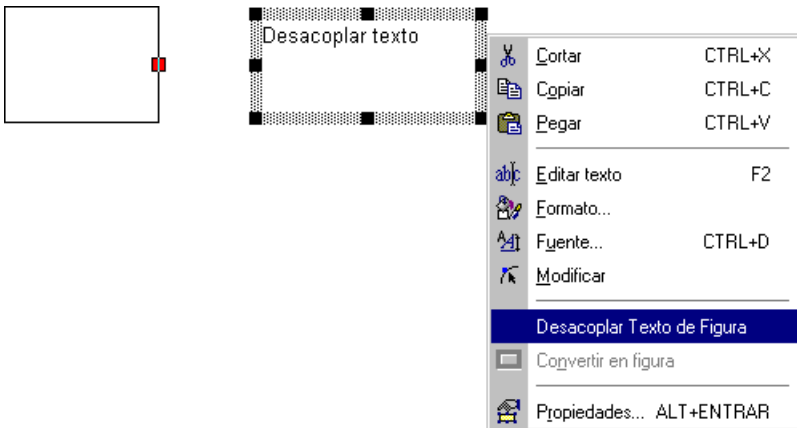 Desacoplar texto
Cortar CTRL+X
Copiar CTRL+C
Pegar CTRL+V
Editar texto F2
Formato...
Fuente... CTRL+D
Modificar
Desacoplar Texto de Figura
Convertir en figura
Propiedades... ALT+ENTRAR